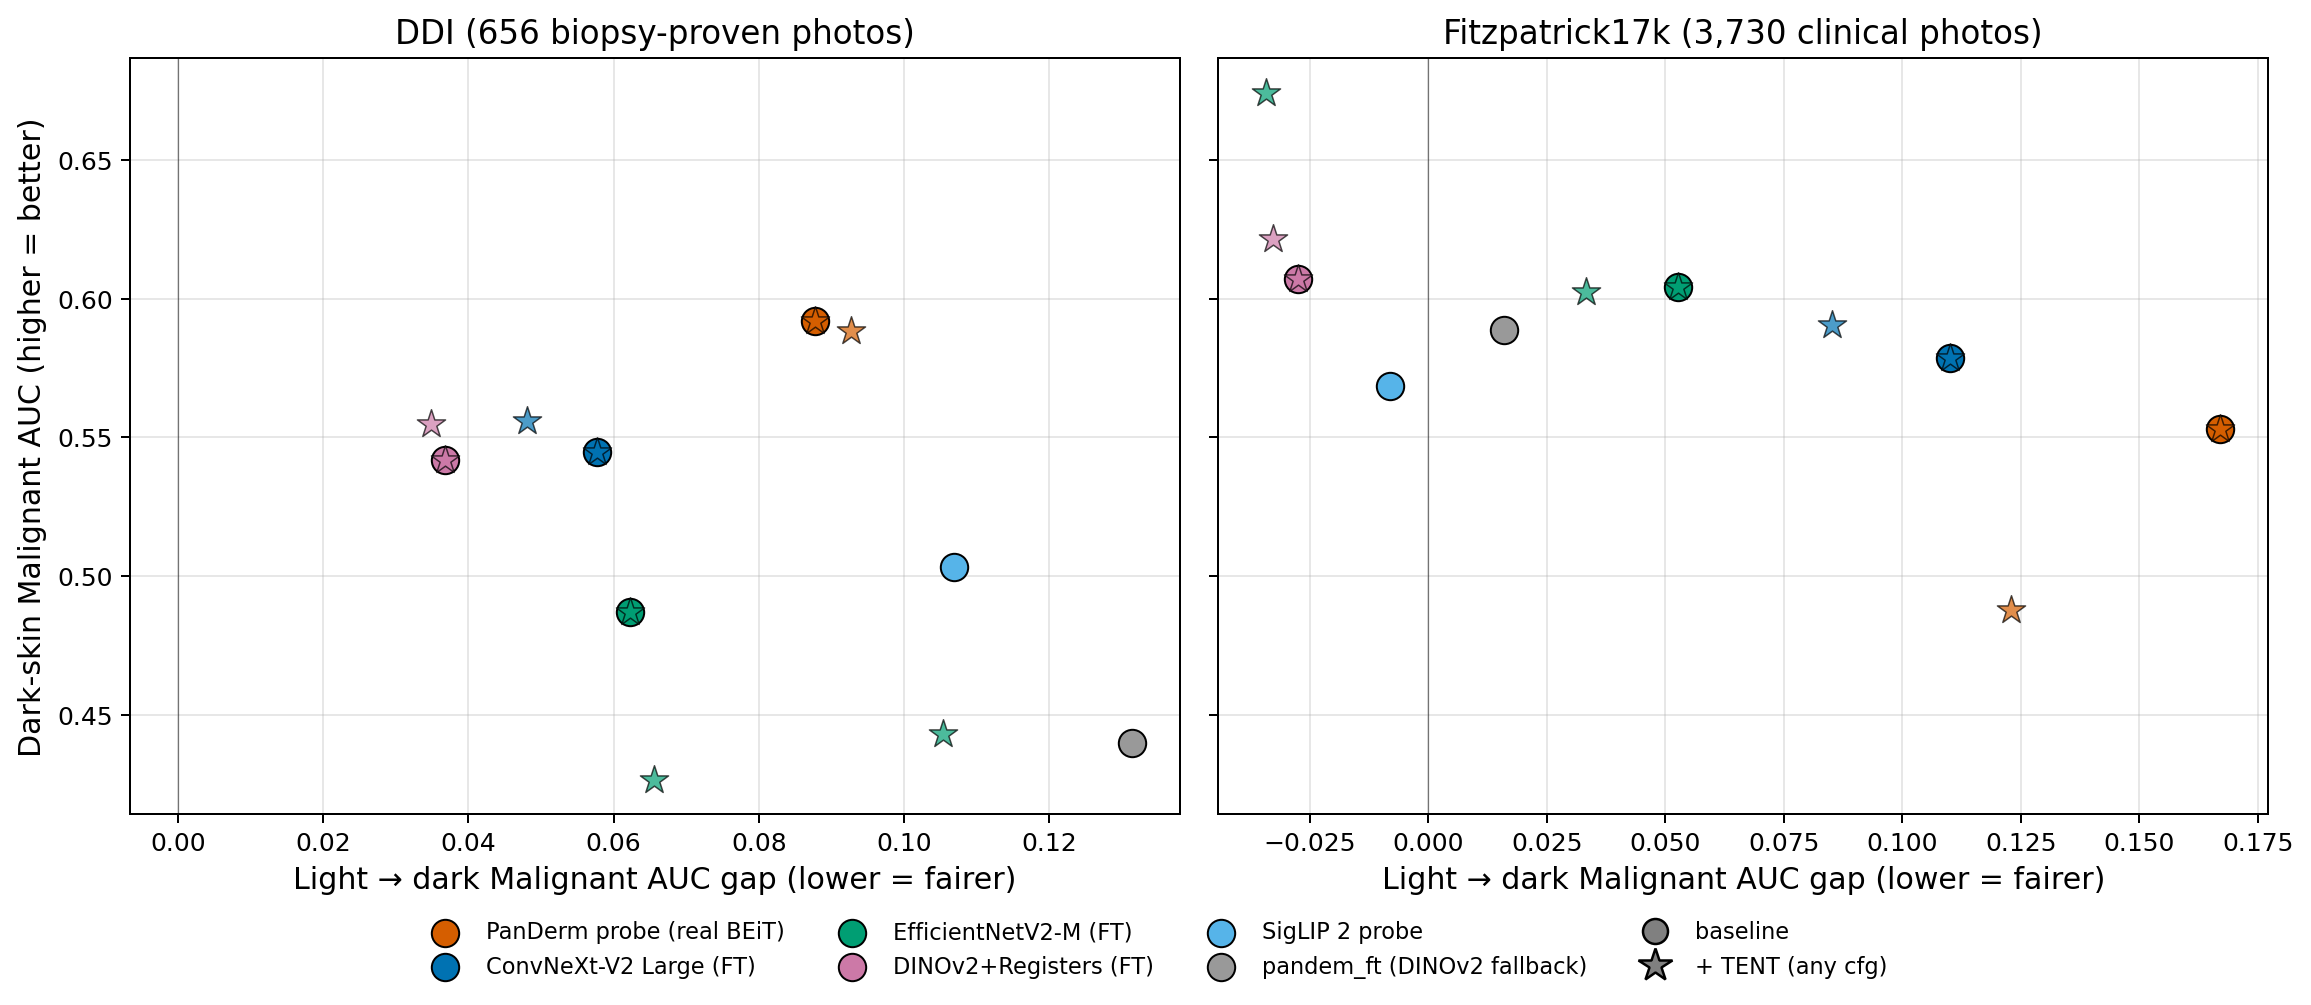 DDI (656 biopsy-proven photos)
Fitzpatrick17k (3,730 clinical photos)
Dark-skin Malignant AUC (higher = better)
0.65
0.60
0.55
0.50
0.45
0.00 0.02 0.04 0.06 0.08 0.10 0.12
−0.025 0.000 0.025 0.050 0.075 0.100 0.125 0.150 0.175
Light → dark Malignant AUC gap (lower = fairer)
Light → dark Malignant AUC gap (lower = fairer)
PanDerm probe (real BEiT)
ConvNeXt-V2 Large (FT)
EfficientNetV2-M (FT)
DINOv2+Registers (FT)
SigLIP 2 probe
pandem_ft (DINOv2 fallback)
baseline
+ TENT (any cfg)